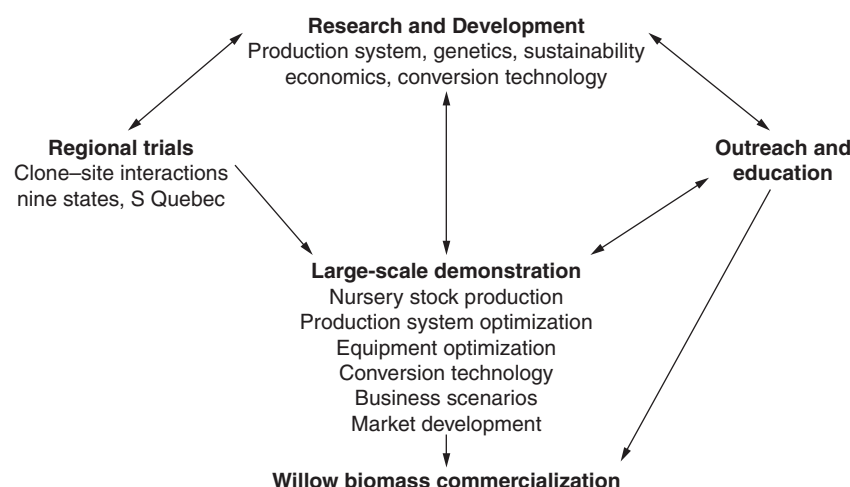 Research and Development
Production system, genetics, sustainability
economics, conversion technology
Regional trials
Clone–site interactions
nine states, S Quebec
Outreach and
education
Large-scale demonstration
Nursery stock production
Production system optimization
Equipment optimization
Conversion technology
Business scenarios
Market development
Willow biomass commercialization